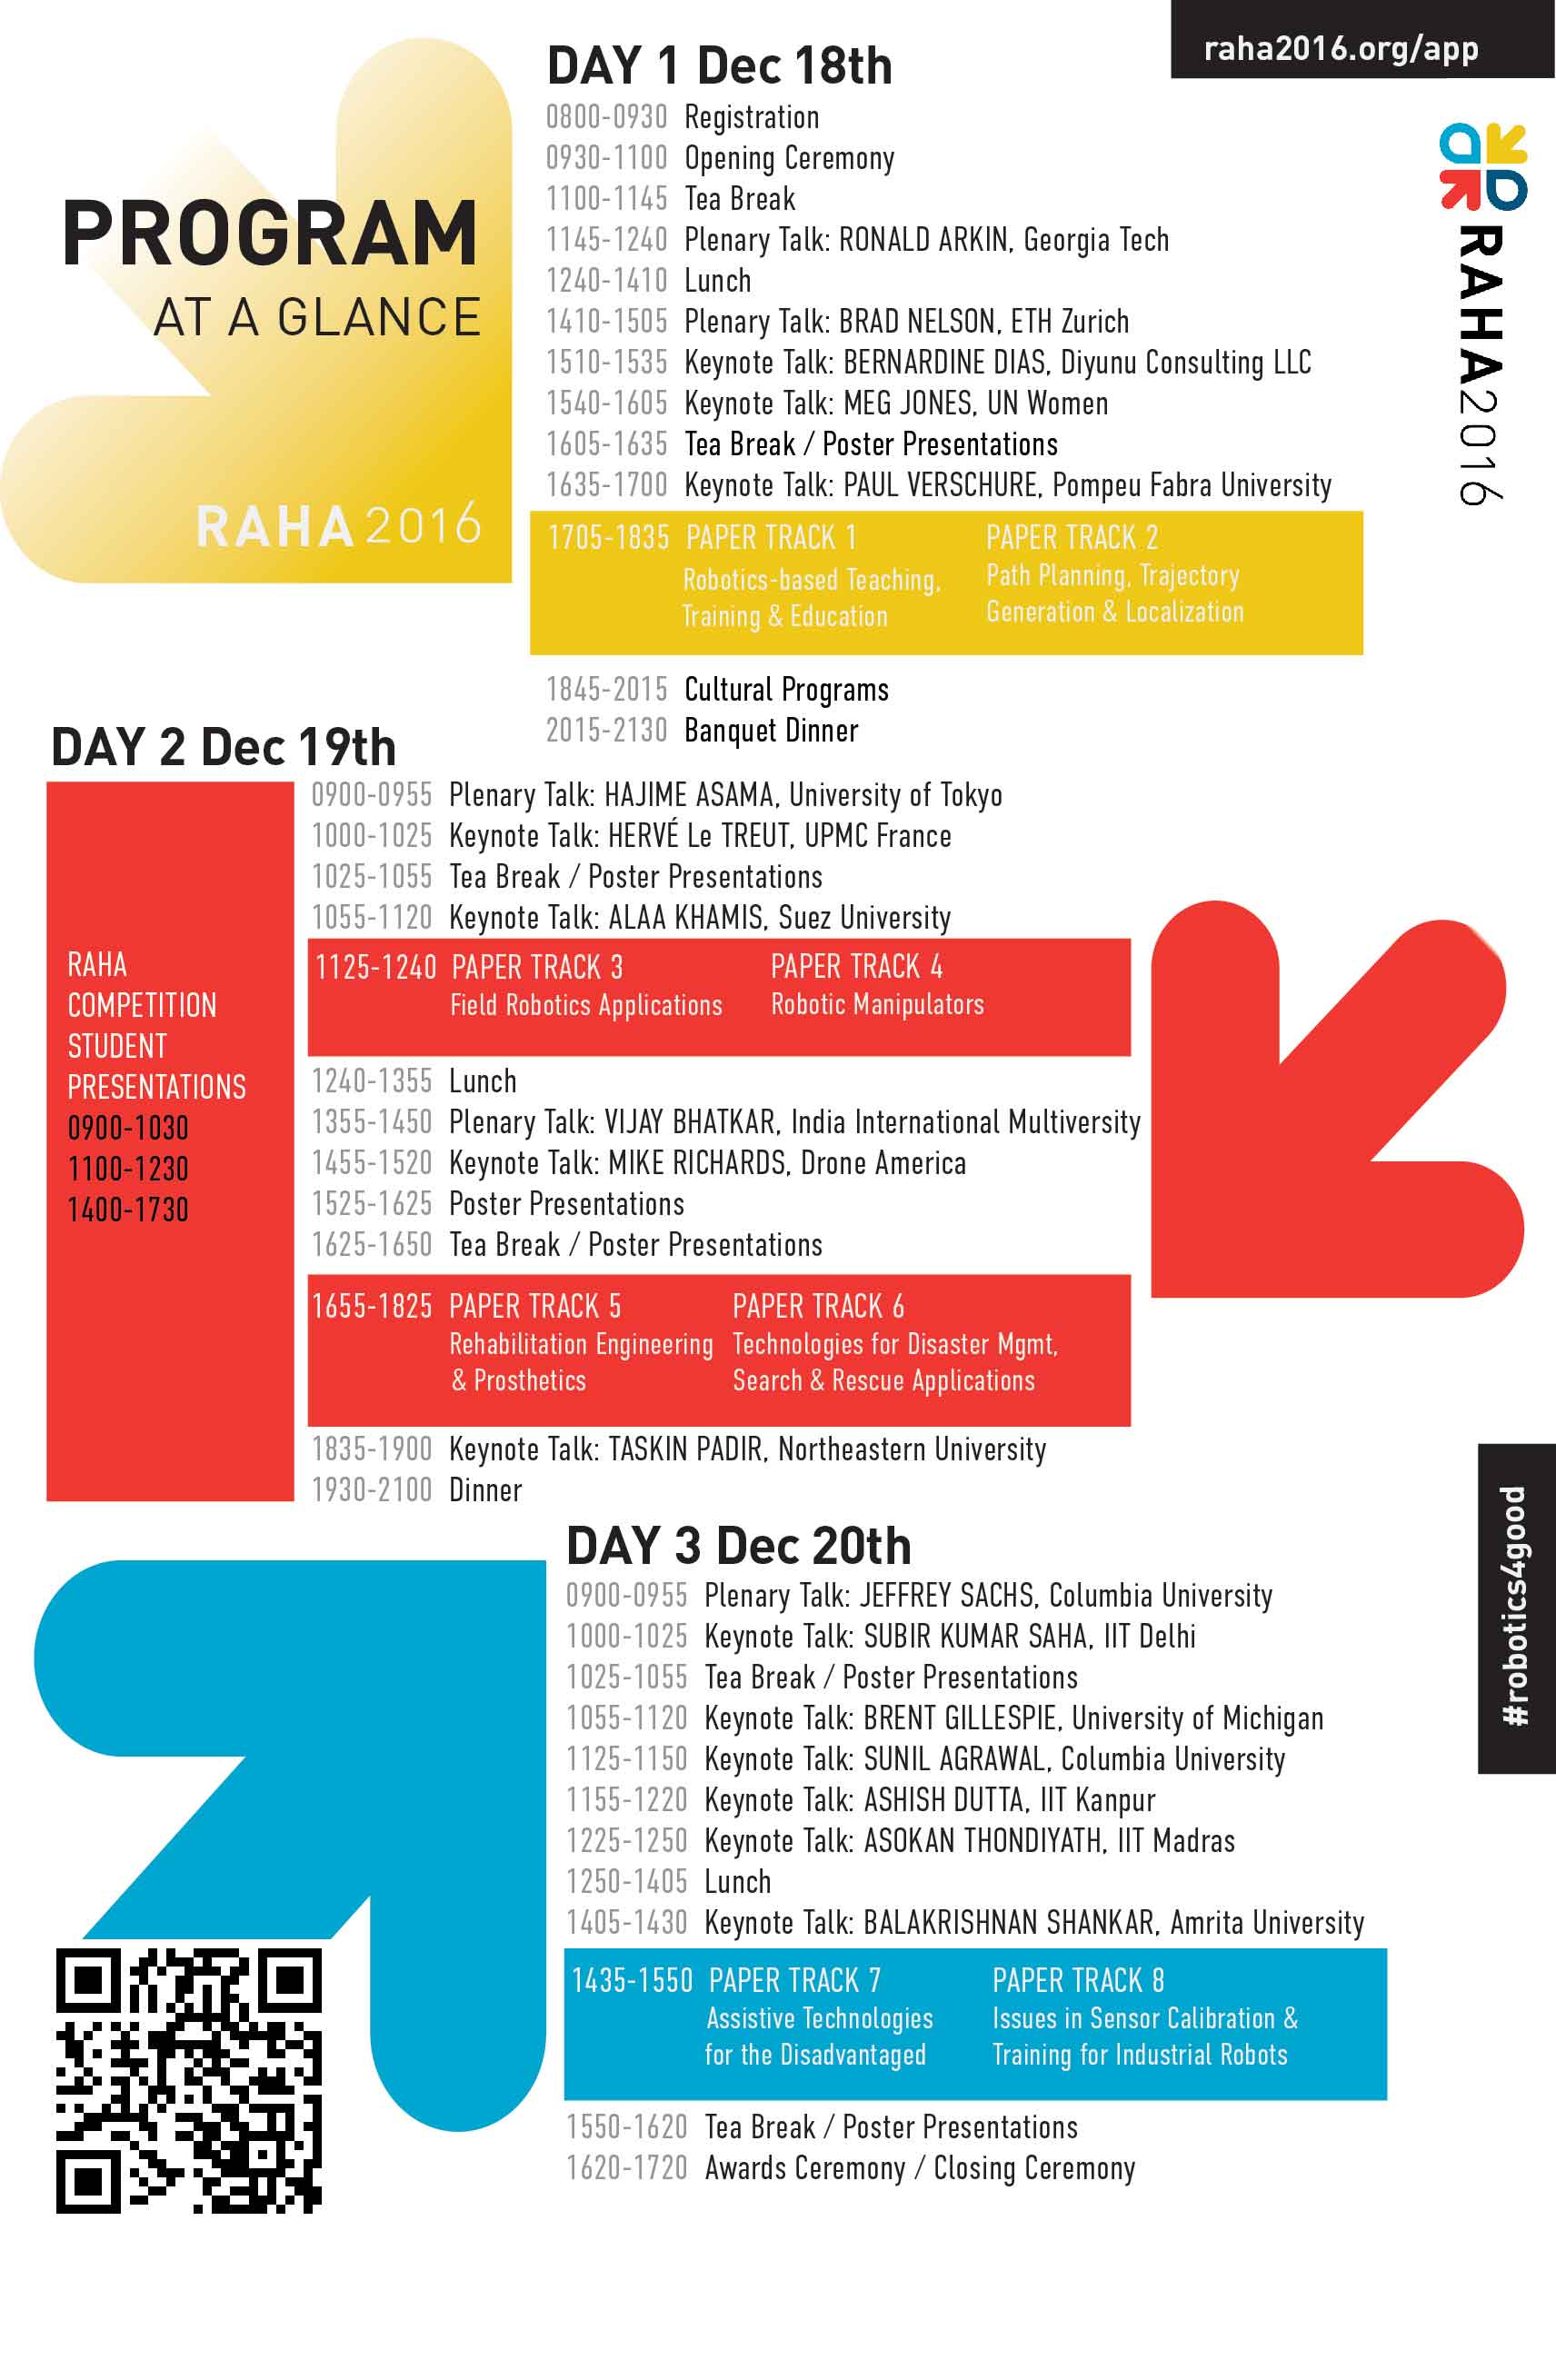 raha2016.org/app
PROGRAM
AT A GLANCE
RAHA2016
RAHA2016
DAY 1 Dec 18th
0800-0930 Registration
0930-1100 Opening Ceremony
1100-1145 Tea Break
1145-1240 Plenary Talk: RONALD ARKIN, Georgia Tech
1240-1410 Lunch
1410-1505 Plenary Talk: BRAD NELSON, ETH Zurich
1510-1535 Keynote Talk: BERNARDINE DIAS, Diyunu Consulting LLC
1540-1605 Keynote Talk: MEG JONES, UN Women
1605-1635 Tea Break / Poster Presentations
1635-1700 Keynote Talk: PAUL VERSCHURE, Pompeu Fabra University
1705-1835 PAPER TRACK 1
Robotics-based Teaching,
Training & Education
PAPER TRACK 2
Path Planning, Trajectory
Generation & Localization
1845-2015 Cultural Programs
2015-2130 Banquet Dinner
DAY 2 Dec 19th
RAHA
COMPETITION
STUDENT
PRESENTATIONS
0900-1030
1100-1230
1400-1730
0900-0955 Plenary Talk: HAJIME ASAMA, University of Tokyo
1000-1025 Keynote Talk: HERVÉ Le TREUT, UPMC France
1025-1055 Tea Break / Poster Presentations
1055-1120 Keynote Talk: ALAA KHAMIS, Suez University
1125-1240 PAPER TRACK 3
Field Robotics Applications
PAPER TRACK 4
Robotic Manipulators
1240-1355 Lunch
1355-1450 Plenary Talk: VIJAY BHATKAR, India International Multiversity
1455-1520 Keynote Talk: MIKE RICHARDS, Drone America
1525-1625 Poster Presentations
1625-1650 Tea Break / Poster Presentations
1655-1825 PAPER TRACK 5
Rehabilitation Engineering
& Prosthetics
PAPER TRACK 6
Technologies for Disaster Mgmt,
Search & Rescue Applications
1835-1900 Keynote Talk: TASKIN PADIR, Northeastern University
1930-2100 Dinner
#robotics4good
DAY 3 Dec 20th
0900-0955 Plenary Talk: JEFFREY SACHS, Columbia University
1000-1025 Keynote Talk: SUBIR KUMAR SAHA, IIT Delhi
1025-1055 Tea Break / Poster Presentations
1055-1120 Keynote Talk: BRENT GILLESPIE, University of Michigan
1125-1150 Keynote Talk: SUNIL AGRAWAL, Columbia University
1155-1220 Keynote Talk: ASHISH DUTTA, IIT Kanpur
1225-1250 Keynote Talk: ASOKAN THONDIYATH, IIT Madras
1250-1405 Lunch
1405-1430 Keynote Talk: BALAKRISHNAN SHANKAR, Amrita University
1435-1550 PAPER TRACK 7
Assistive Technologies
for the Disadvantaged
PAPER TRACK 8
Issues in Sensor Calibration &
Training for Industrial Robots
1550-1620 Tea Break / Poster Presentations
1620-1720 Awards Ceremony / Closing Ceremony